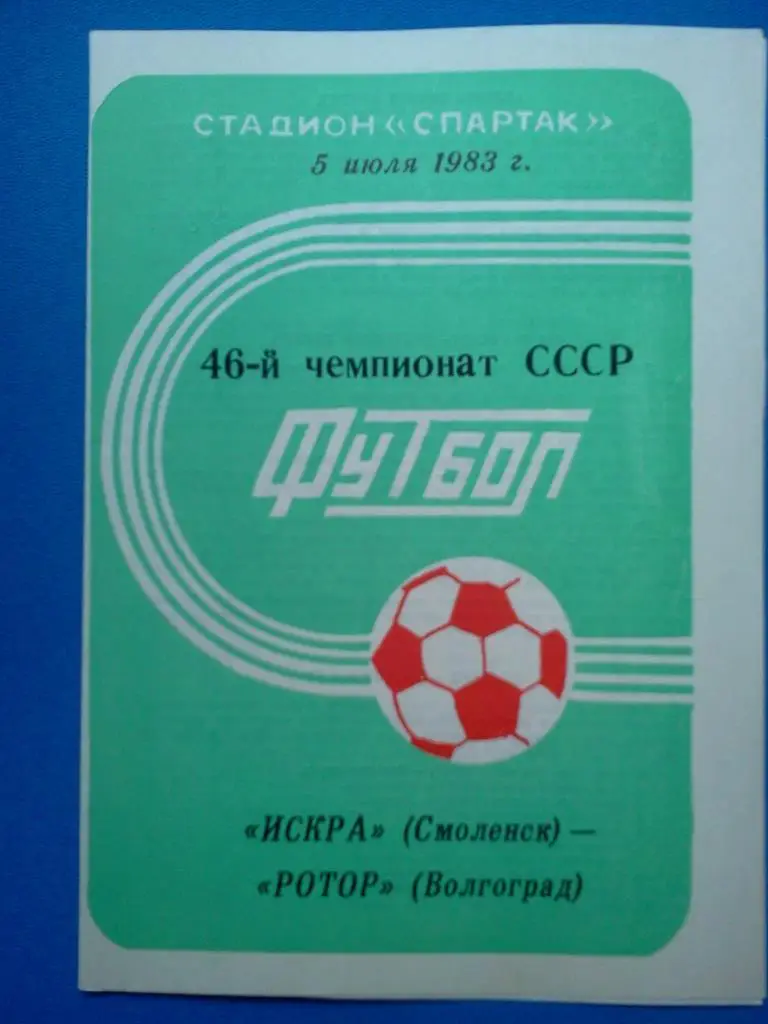 СТАДИОН «СПАРТАК»
5 июля 1983 г.
46-й чемпионат СССР
ФУТБОЛ
«ИСКРА» (Смоленск) —
«РОТОР» (Волгоград)